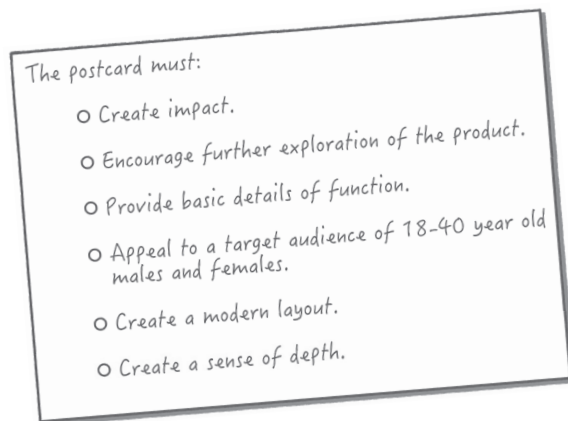 The postcard must:
O Create impact.
O Encourage further exploration of the product.
O Provide basic details of function.
O Appeal to a target audience of 18-40 year old
males and females.
O Create a modern layout.
O Create a sense of depth.